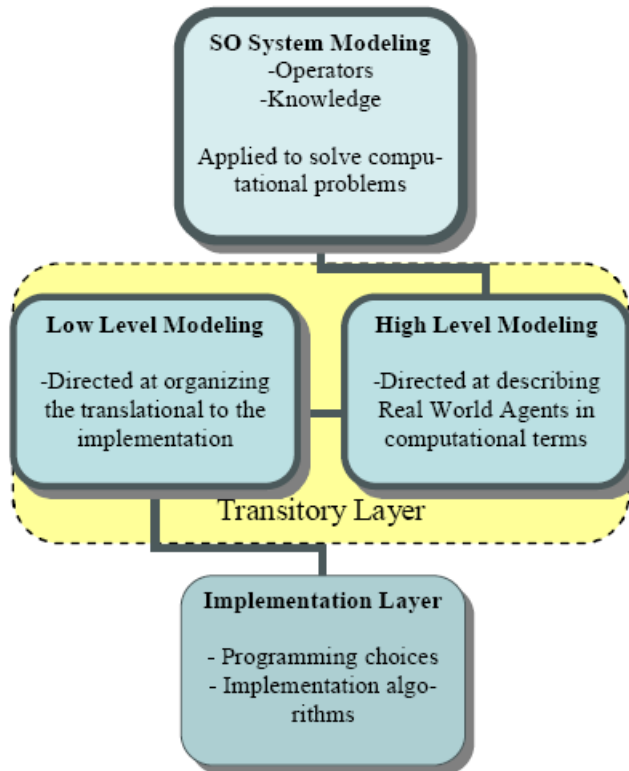 SO System Modeling
-Operators
-Knowledge
Applied to solve compu-
tational problems
Low Level Modeling
-Directed at organizing
the translational to the
implementation
High Level Modeling
-Directed at describing
Real World Agents in
computational terms
Transitory Layer
Implementation Layer
- Programming choices
- Implementation algo-
rithms